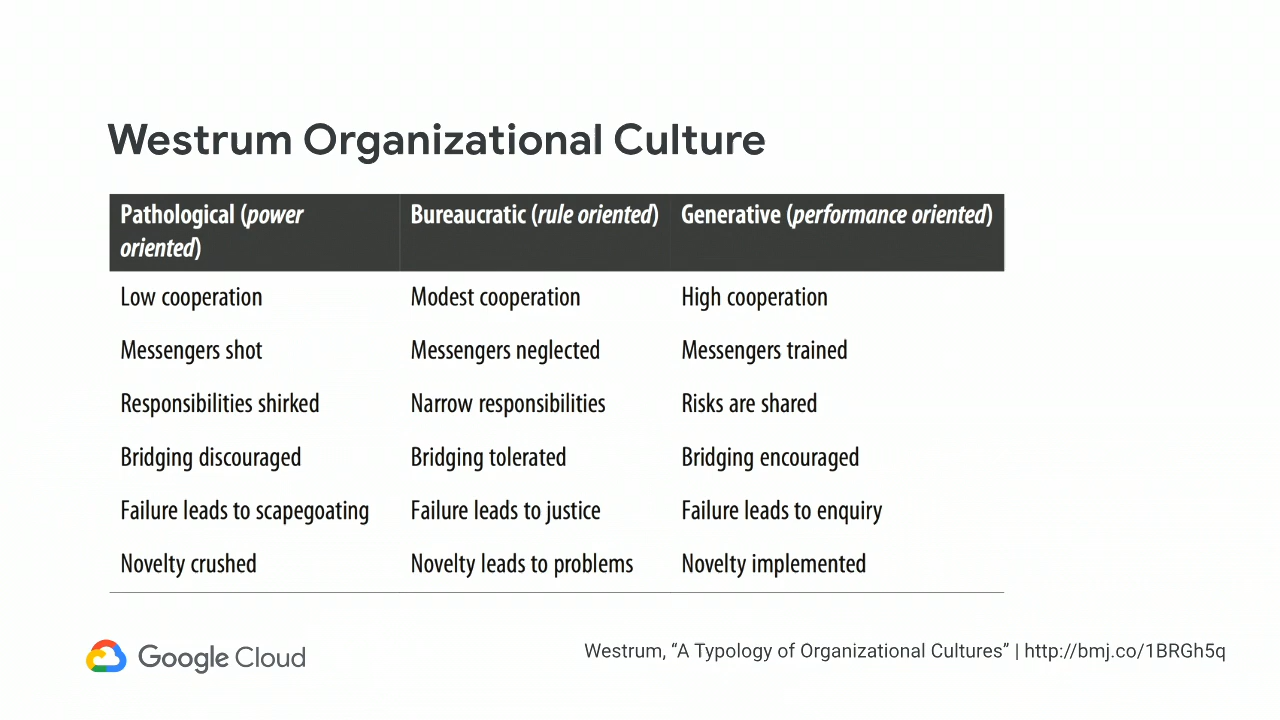 Westrum Organizational Culture
Pathological (power oriented)
Bureaucratic (rule oriented)
Generative (performance oriented)
Low cooperation
Modest cooperation
High cooperation
Messengers shot
Messengers neglected
Messengers trained
Responsibilities shirked
Narrow responsibilities
Risks are shared
Bridging discouraged
Bridging tolerated
Bridging encouraged
Failure leads to scapegoating
Failure leads to justice
Failure leads to enquiry
Novelty crushed
Novelty leads to problems
Novelty implemented
Google Cloud
Westrum, “A Typology of Organizational Cultures” | http://bmj.co/1BRGh5q